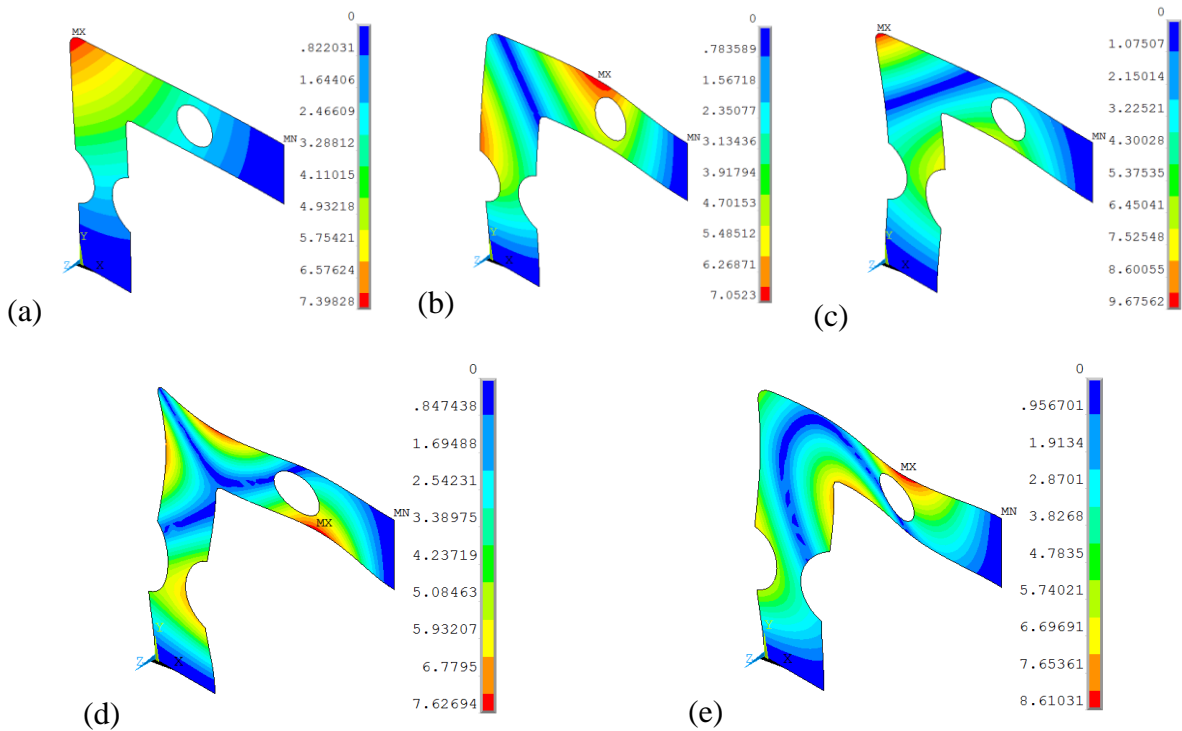 0
MX
.822031
1.64406
2.46609
3.28812
4.11015
4.93218
5.75421
6.57624
7.39828
MN
Y
Z
X
(a)
0
.783589
1.56718
2.35077
3.13436
3.91794
4.70153
5.48512
6.26871
7.0523
MX
MN
Y
Z
X
(b)
0
MX
1.07507
2.15014
3.22521
4.30028
5.37535
6.45041
7.52548
8.60055
9.67562
MN
Y
Z
X
(c)
0
.847438
1.69488
2.54231
3.38975
4.23719
5.08463
5.93207
6.7795
7.62694
MX
MN
Y
Z
X
(d)
0
.956701
1.9134
2.8701
3.8268
4.7835
5.74021
6.69691
7.65361
8.61031
MX
MN
Y
Z
X
(e)